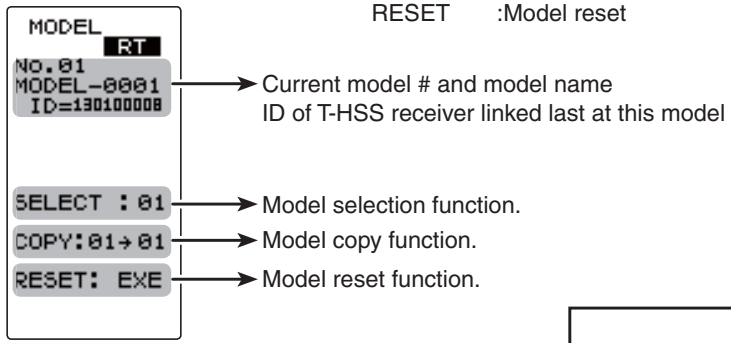 RESET :Model reset
MODEL
RT
No.01
MODEL-0001
ID=130100008
Current model # and model name
ID of T-HSS receiver linked last at this model
SELECT :01
Model selection function.
COPY:01→01
Model copy function.
RESET: EXE
Model reset function.